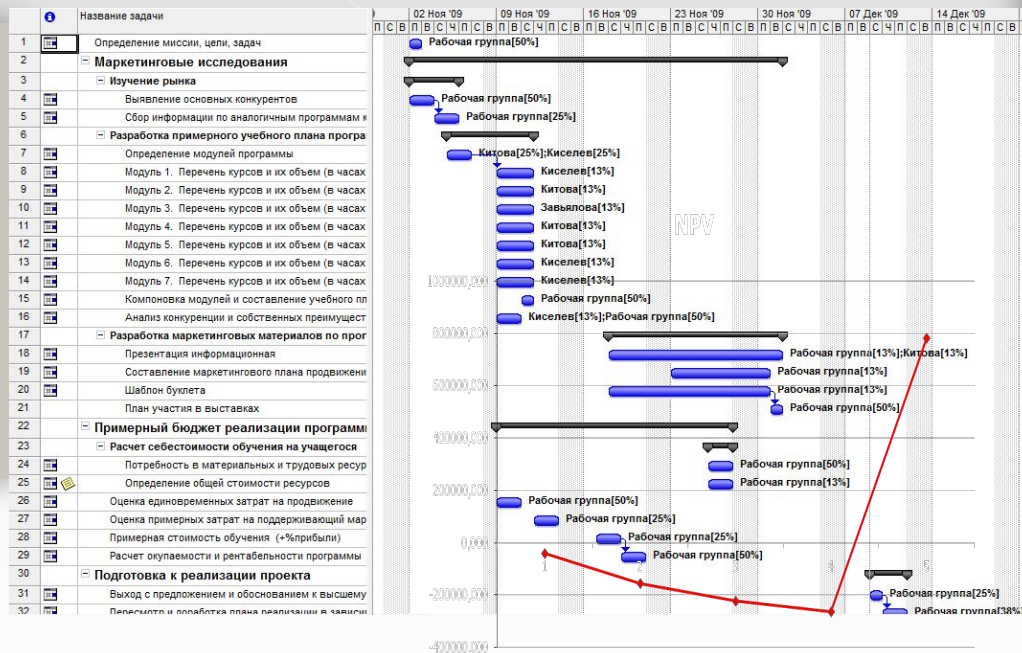 Название задачи
02 Ноя '09 09 Ноя '09 16 Ноя '09 23 Ноя '09 30 Ноя '09 07 Дек '09 14 Дек '09
П С В П В С Ч П С В П В С Ч П С В П В С Ч П С В П В С Ч П С В П В С Ч П С В П В С Ч П С В П В С Ч П С В
1 Определение миссии, цели, задач Рабочая группа[50%]
2 Маркетинговые исследования
3 Изучение рынка
4 Выявление основных конкурентов Рабочая группа[50%]
5 Сбор информации по аналогичным программам к Рабочая группа[25%]
6 Разработка примерного учебного плана програ
7 Определение модулей программы Китова[25%];Киселев[25%]
8 Модуль 1. Перечень курсов и их объем (в часах Киселев[13%]
9 Модуль 2. Перечень курсов и их объем (в часах Китова[13%]
10 Модуль 3. Перечень курсов и их объем (в часах Завьялова[13%]
11 Модуль 4. Перечень курсов и их объем (в часах Китова[13%]
NPV
12 Модуль 5. Перечень курсов и их объем (в часах Китова[13%]
13 Модуль 6. Перечень курсов и их объем (в часах Киселев[13%]
14 Модуль 7. Перечень курсов и их объем (в часах Киселев[13%]
1000000,000
15 Компоновка модулей и составление учебного пл Рабочая группа[50%]
16 Анализ конкуренции и собственных преимущест Киселев[13%];Рабочая группа[50%]
17 Разработка маркетинговых материалов по прог
800000,000
18 Презентация информационная Рабочая группа[13%];Китова[13%]
19 Составление маркетингового плана продвижени Рабочая группа[13%]
600000,000
20 Шаблон буклета Рабочая группа[13%]
21 План участия в выставках Рабочая группа[50%]
22 Примерный бюджет реализации программ
400000,000
23 Расчет себестоимости обучения на учащегося
24 Потребность в материальных и трудовых ресур Рабочая группа[50%]
25 Определение общей стоимости ресурсов Рабочая группа[13%]
200000,000
26 Оценка единовременных затрат на продвижение Рабочая группа[50%]
27 Оценка примерных затрат на поддерживающий мар Рабочая группа[25%]
28 Примерная стоимость обучения (+%прибыли) Рабочая группа[25%]
0,000
29 Расчет окупаемости и рентабельности программы Рабочая группа[50%]
1 2 3 4 5
30 Подготовка к реализации проекта
31 Выход с предложением и обоснованием к высшему Рабочая группа[25%]
-200000,000
32 Пересмотр и доработка плана реализации в зависи Рабочая группа[38%
-400000,000